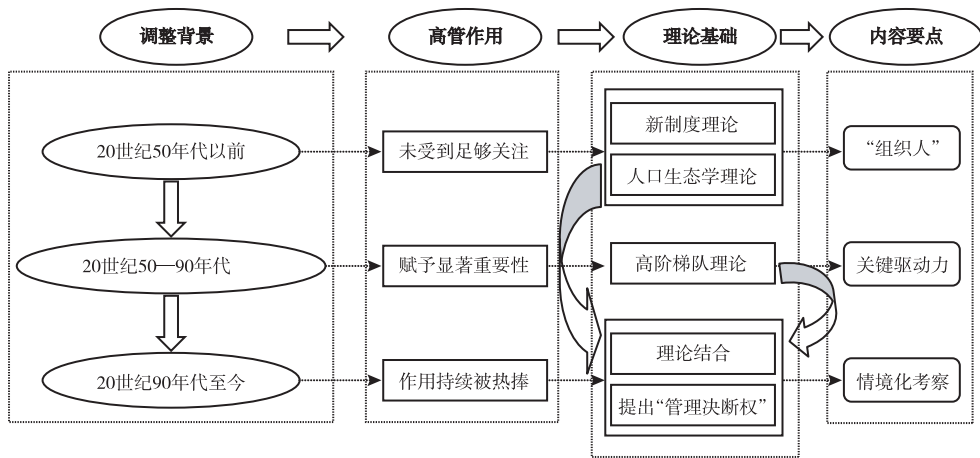 调整背景
高管作用
理论基础
内容要点
20世纪50年代以前
未受到足够关注
新制度理论
人口生态学理论
“组织人”
20世纪50—90年代
赋予显著重要性
高阶梯队理论
关键驱动力
20世纪90年代至今
作用持续被热捧
理论结合
提出“管理决断权”
情境化考察